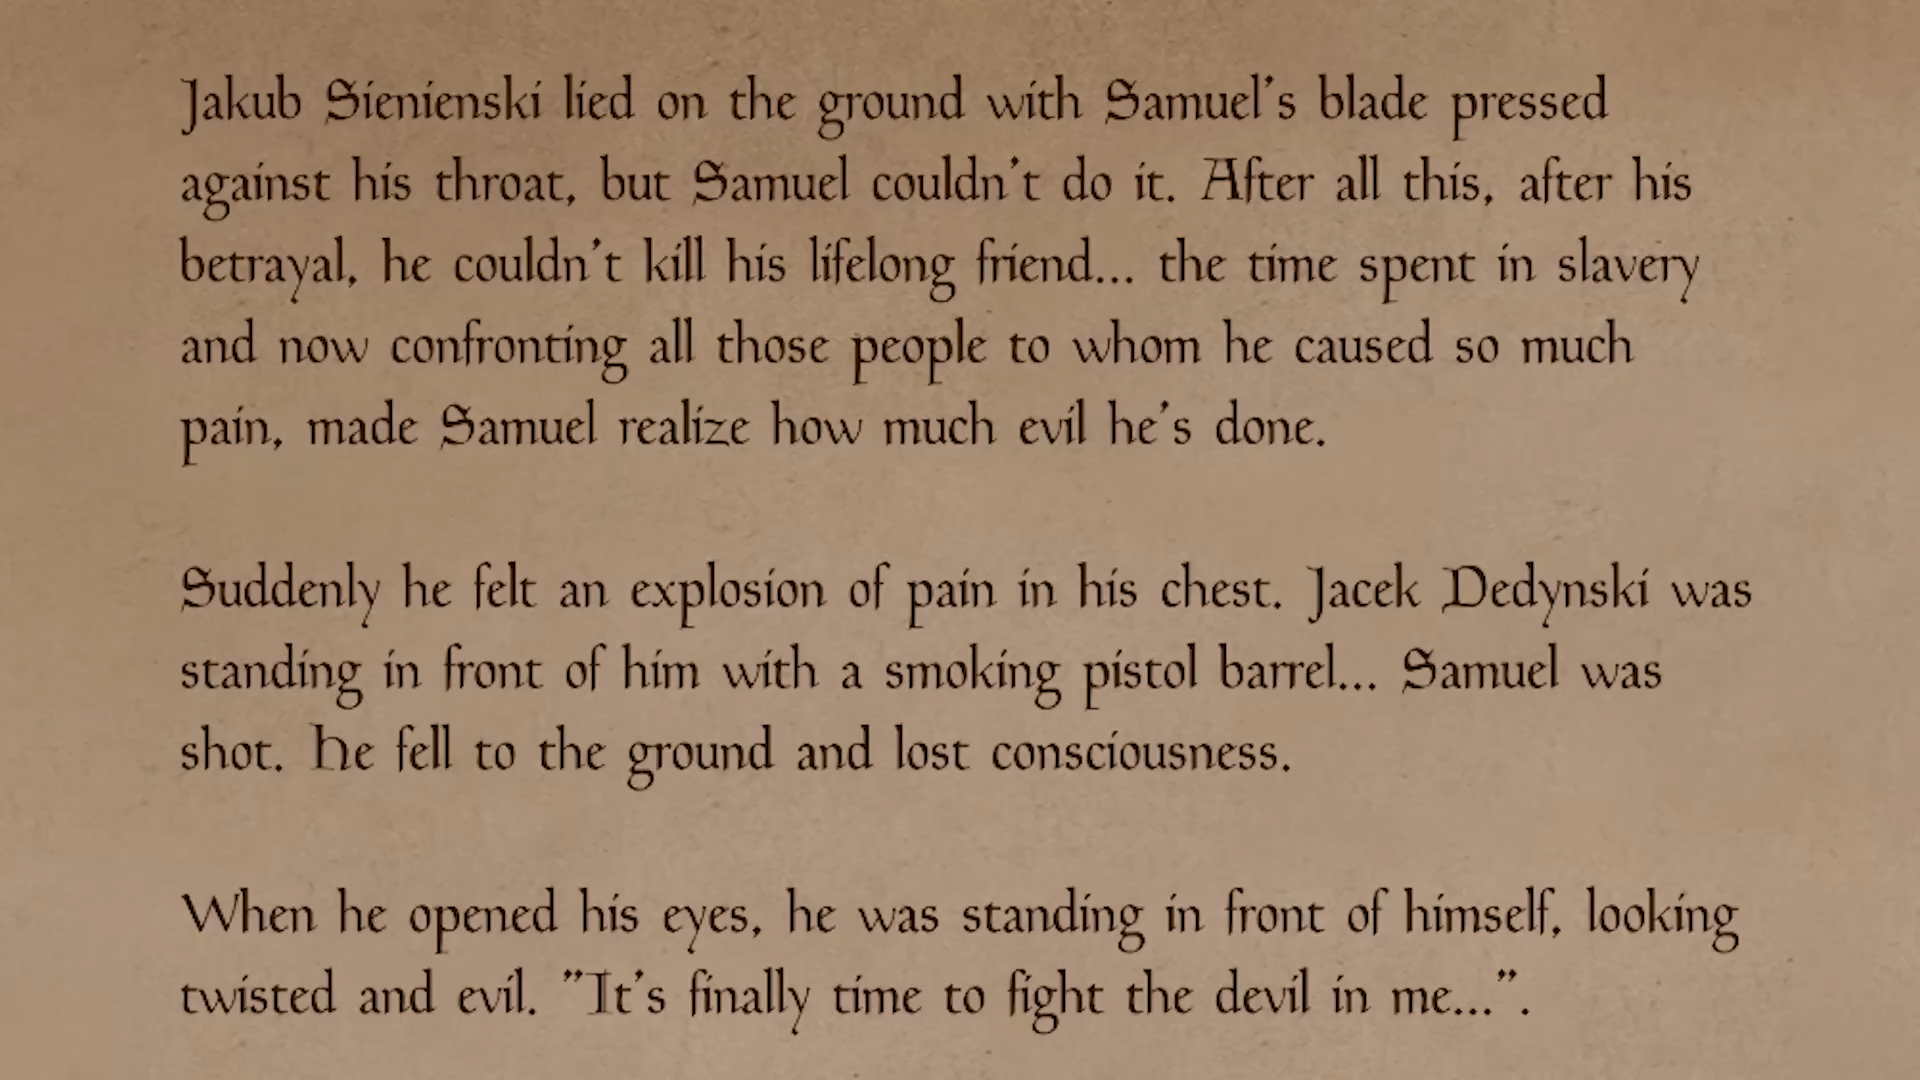 Jakub Sienienski lied on the ground with Samuel's blade pressed
against his throat, but Samuel couldn't do it. After all this, after his
betrayal, he couldn't kill his lifelong friend... the time spent in slavery
and now confronting all those people to whom he caused so much
pain, made Samuel realize how much evil he's done.
Suddenly he felt an explosion of pain in his chest. Jacek Dedynski was
standing in front of him with a smoking pistol barrel... Samuel was
shot. He fell to the ground and lost consciousness.
When he opened his eyes, he was standing in front of himself, looking
twisted and evil. "It's finally time to fight the devil in me...".